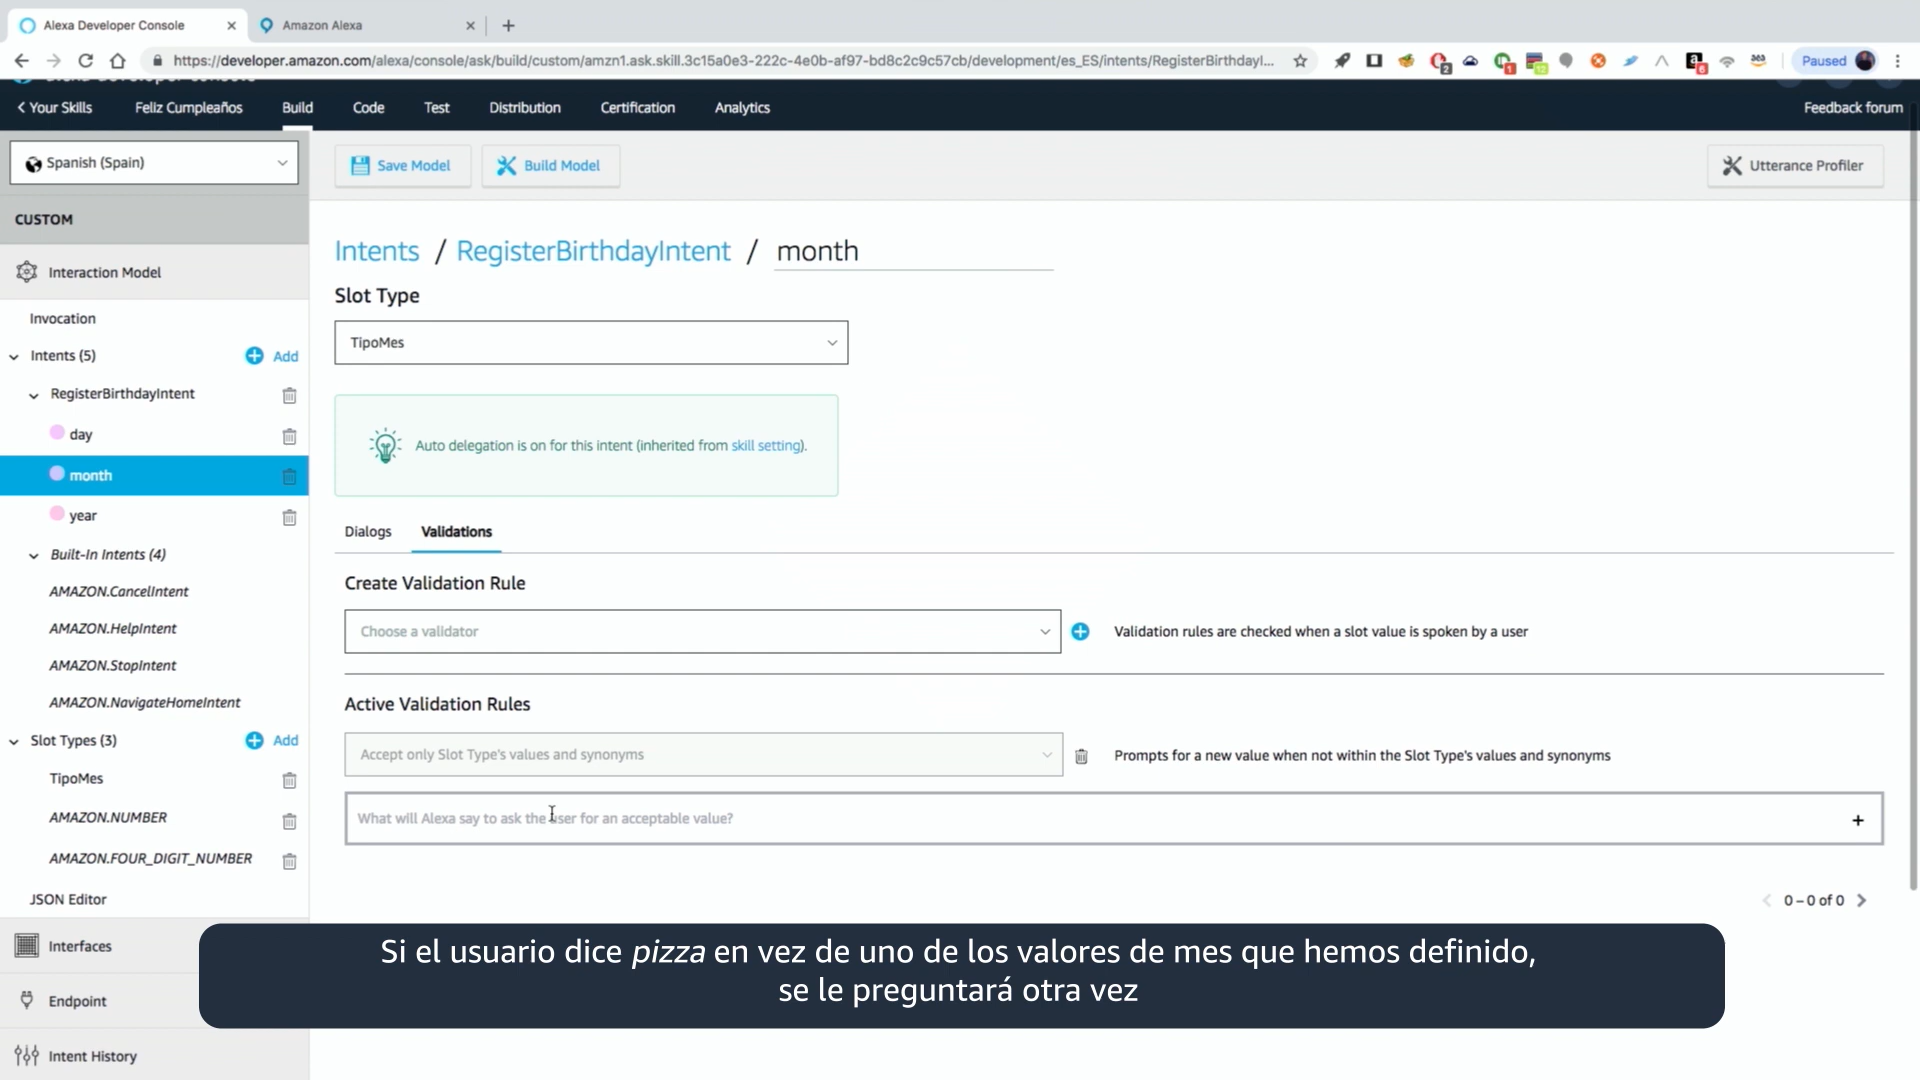 Alexa Developer Console
Amazon Alexa
https://developer.amazon.com/alexa/console/ask/build/custom/amzn1.ask.skill.3c15a0e3-222c-4e0b-af97-bd8c2c9c57cb/development/es_ES/intents/RegisterBirthdayI...
Paused
Your Skills
Feliz Cumpleaños
Build
Code
Test
Distribution
Certification
Analytics
Feedback forum
Spanish (Spain)
Save Model
Build Model
Utterance Profiler
CUSTOM
Interaction Model
Invocation
Intents (5)
Add
RegisterBirthdayIntent
day
month
year
Built-In Intents (4)
AMAZON.CancelIntent
AMAZON.HelpIntent
AMAZON.StopIntent
AMAZON.NavigateHomeIntent
Slot Types (3)
Add
TipoMes
AMAZON.NUMBER
AMAZON.FOUR_DIGIT_NUMBER
JSON Editor
Interfaces
Endpoint
Intent History
Intents / RegisterBirthdayIntent / month
Slot Type
TipoMes
Auto delegation is on for this intent (inherited from skill setting).
Dialogs
Validations
Create Validation Rule
Choose a validator
Validation rules are checked when a slot value is spoken by a user
Active Validation Rules
Accept only Slot Type's values and synonyms
Prompts for a new value when not within the Slot Type's values and synonyms
What will Alexa say to ask the user for an acceptable value?
0 – 0 of 0
Si el usuario dice pizza en vez de uno de los valores de mes que hemos definido,
se le preguntará otra vez